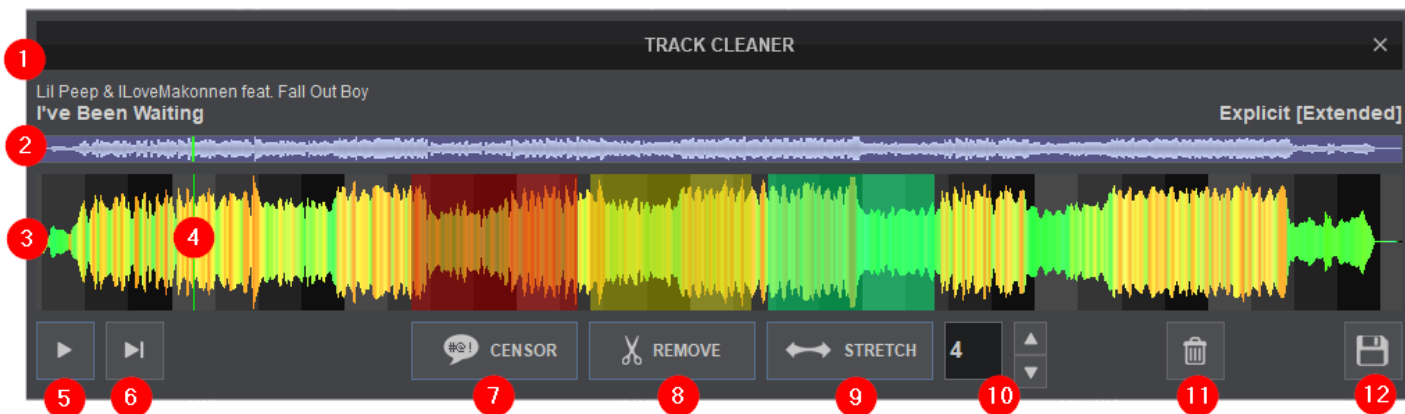 TRACK CLEANER ×
1
Lil Peep & ILoveMakonnen feat. Fall Out Boy
I've Been Waiting Explicit [Extended]
2
3 4
#@! CENSOR REMOVE STRETCH 4
5 6 7 8 9 10 11 12